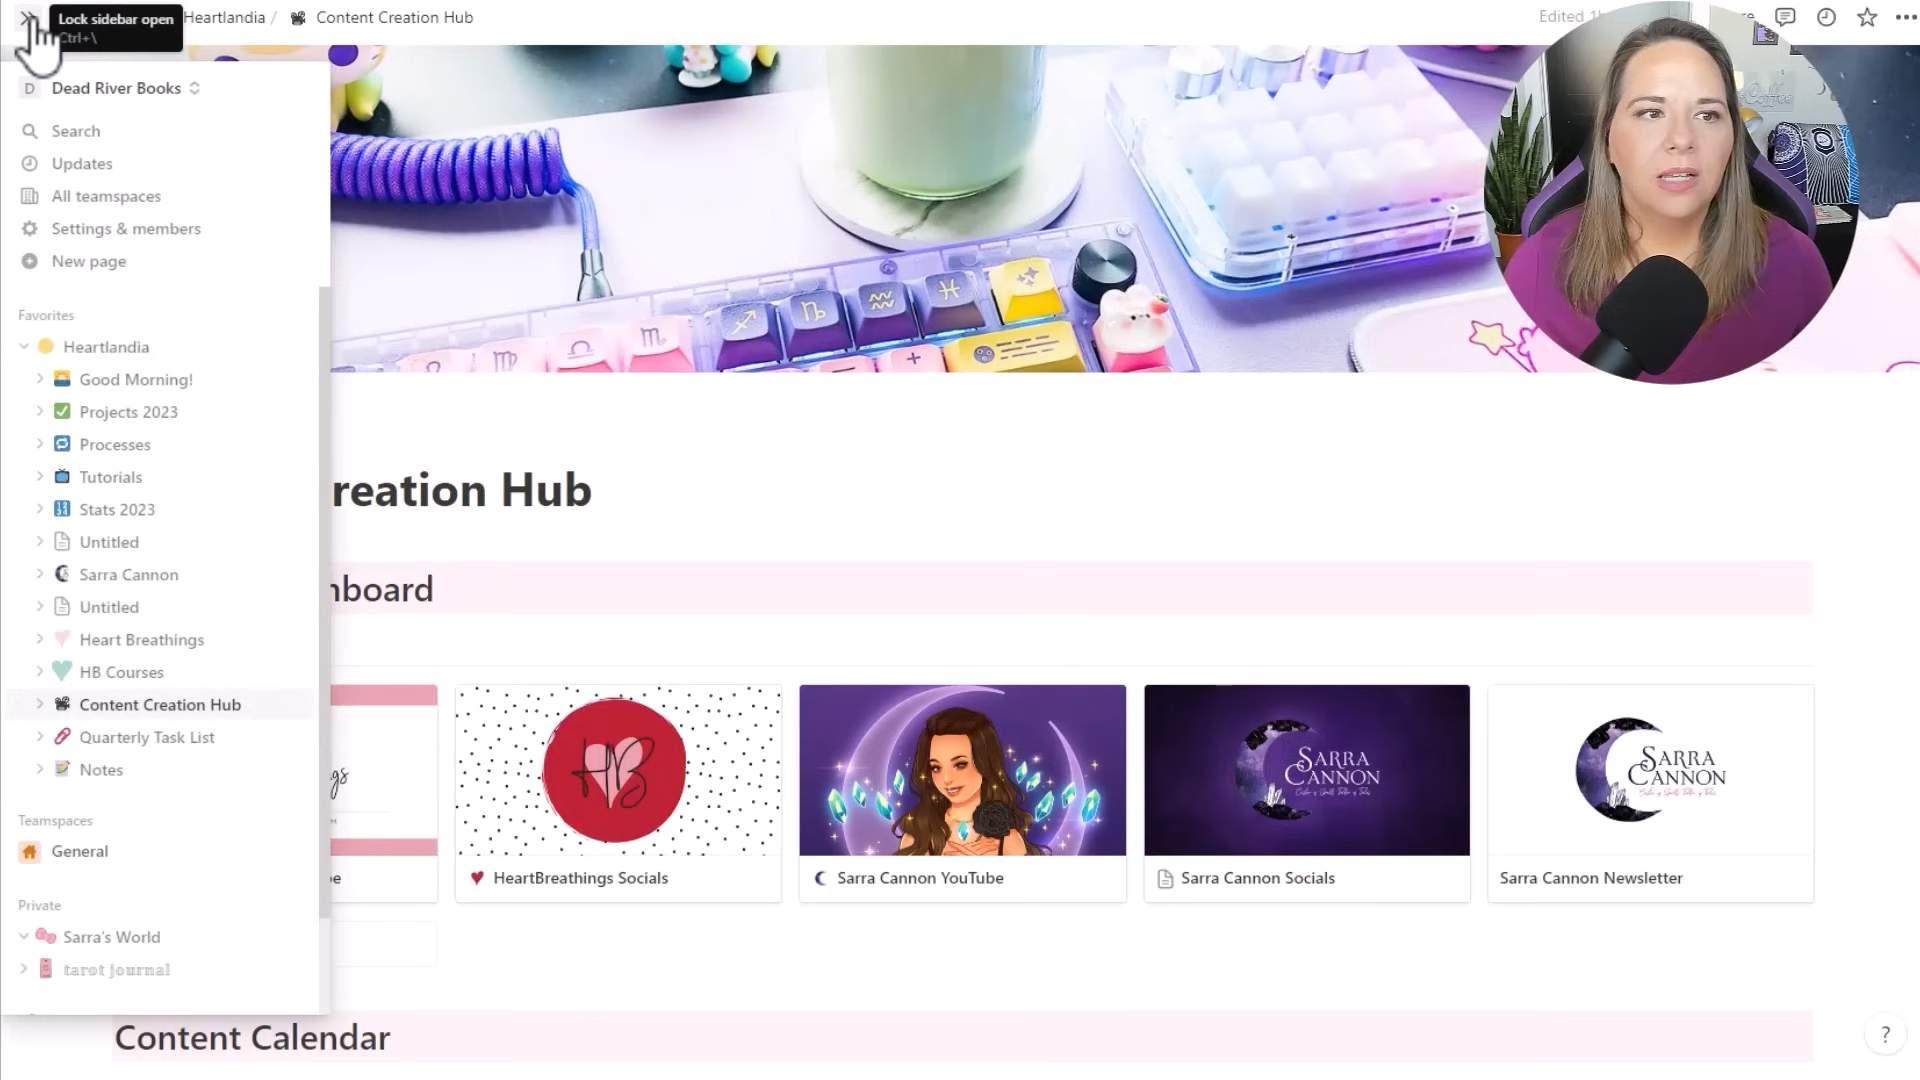 Lock sidebar open
Ctrl+\
Heartlandia / Content Creation Hub
Edited
Dead River Books
Search
Updates
All teamspaces
Settings & members
New page
Favorites
Heartlandia
Good Morning!
Projects 2023
Processes
Tutorials
Stats 2023
Untitled
Sarra Cannon
Untitled
Heart Breathings
HB Courses
Content Creation Hub
Quarterly Task List
Notes
Teamspaces
General
Private
Sarra's World
tarot journal
reation Hub
board
HB
HeartBreathings Socials
Sarra Cannon YouTube
SARRA
CANNON
Sarra Cannon Socials
SARRA
CANNON
Sarra Cannon Newsletter
Content Calendar
?